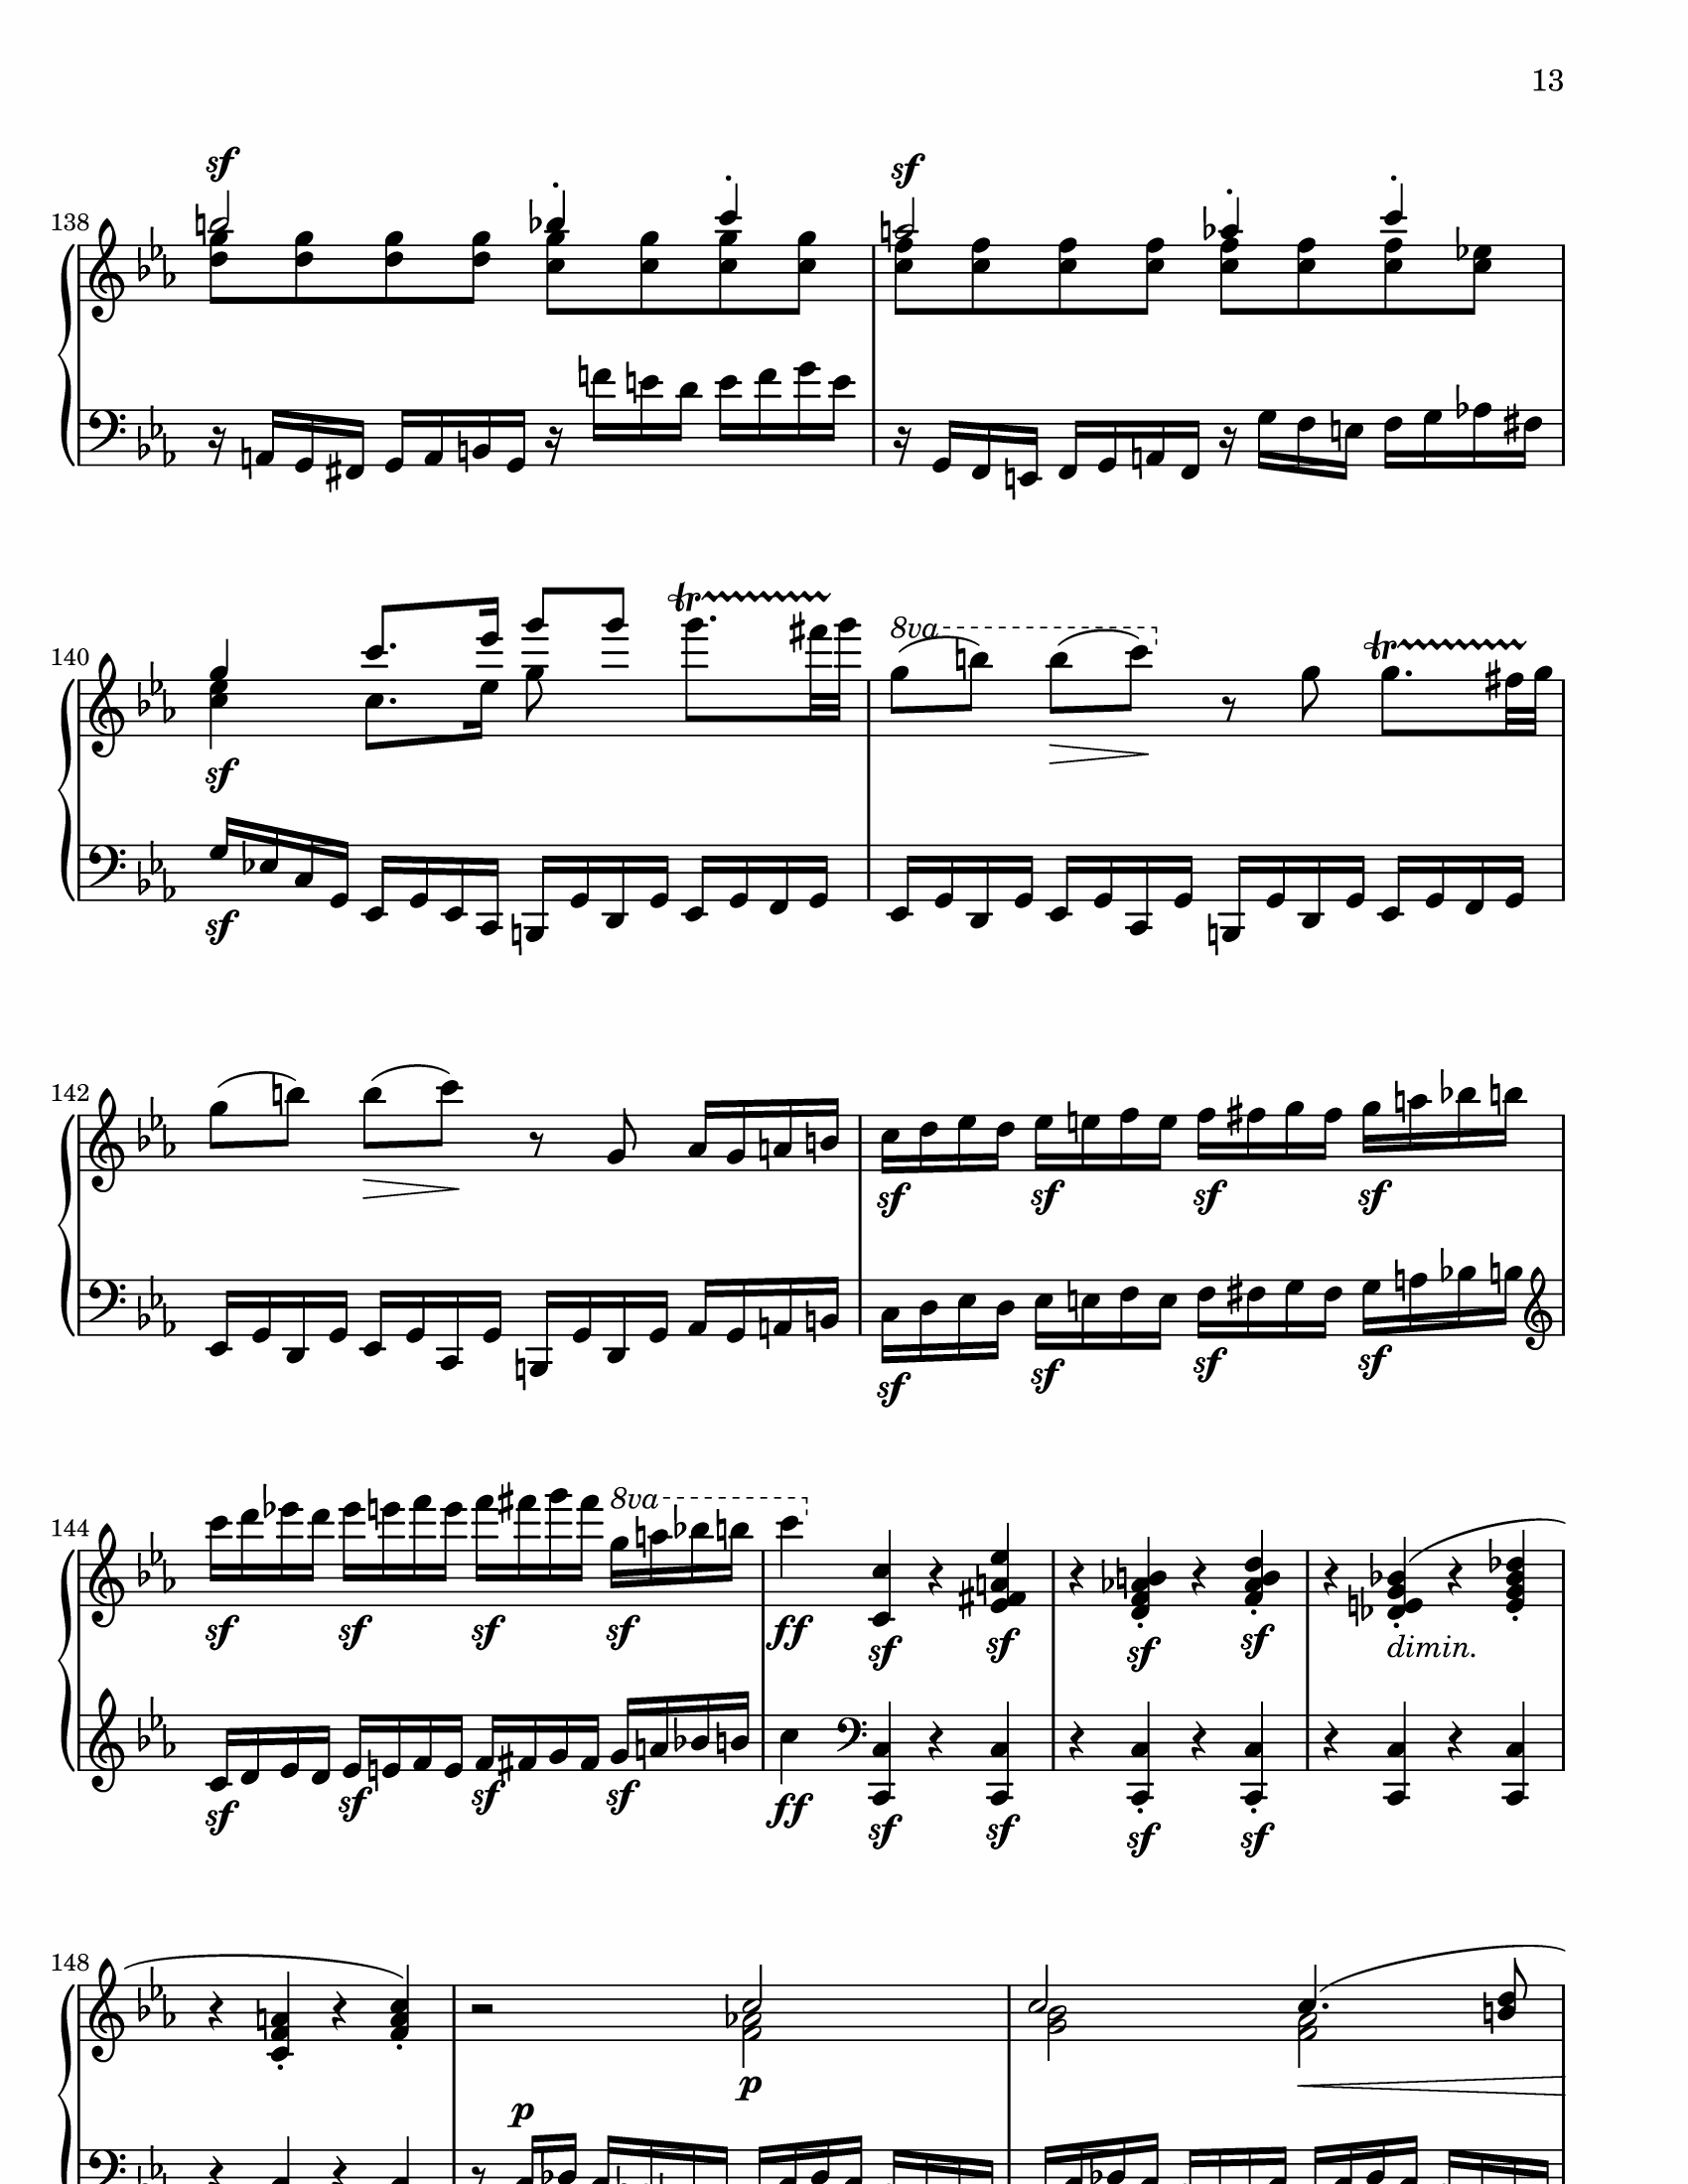 13
sf sf
138
tr
8va tr
140
sf
sf
142
sf sf sf sf
sf sf sf sf
8va
144
sf sf sf sf ff sf sf sf sf dimin.
sf sf sf sf ff sf sf sf sf
148
p
p